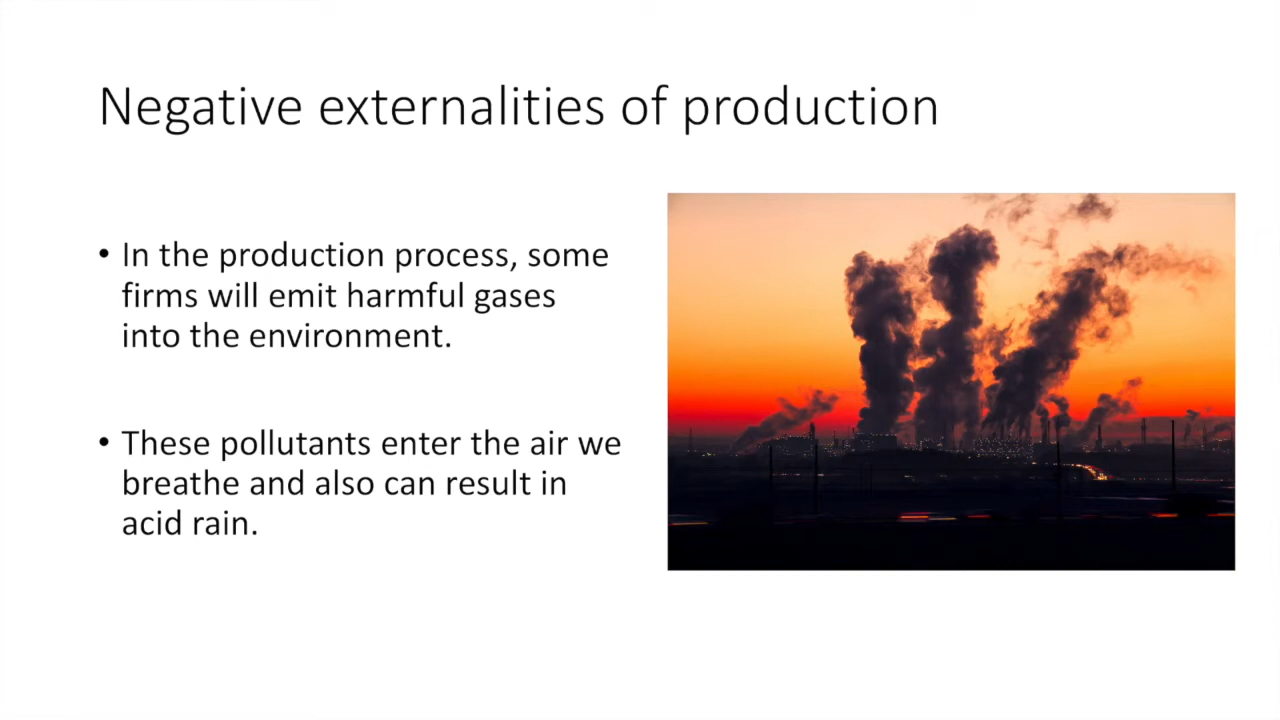 Negative externalities of production
• In the production process, some
firms will emit harmful gases
into the environment.
• These pollutants enter the air we
breathe and also can result in
acid rain.